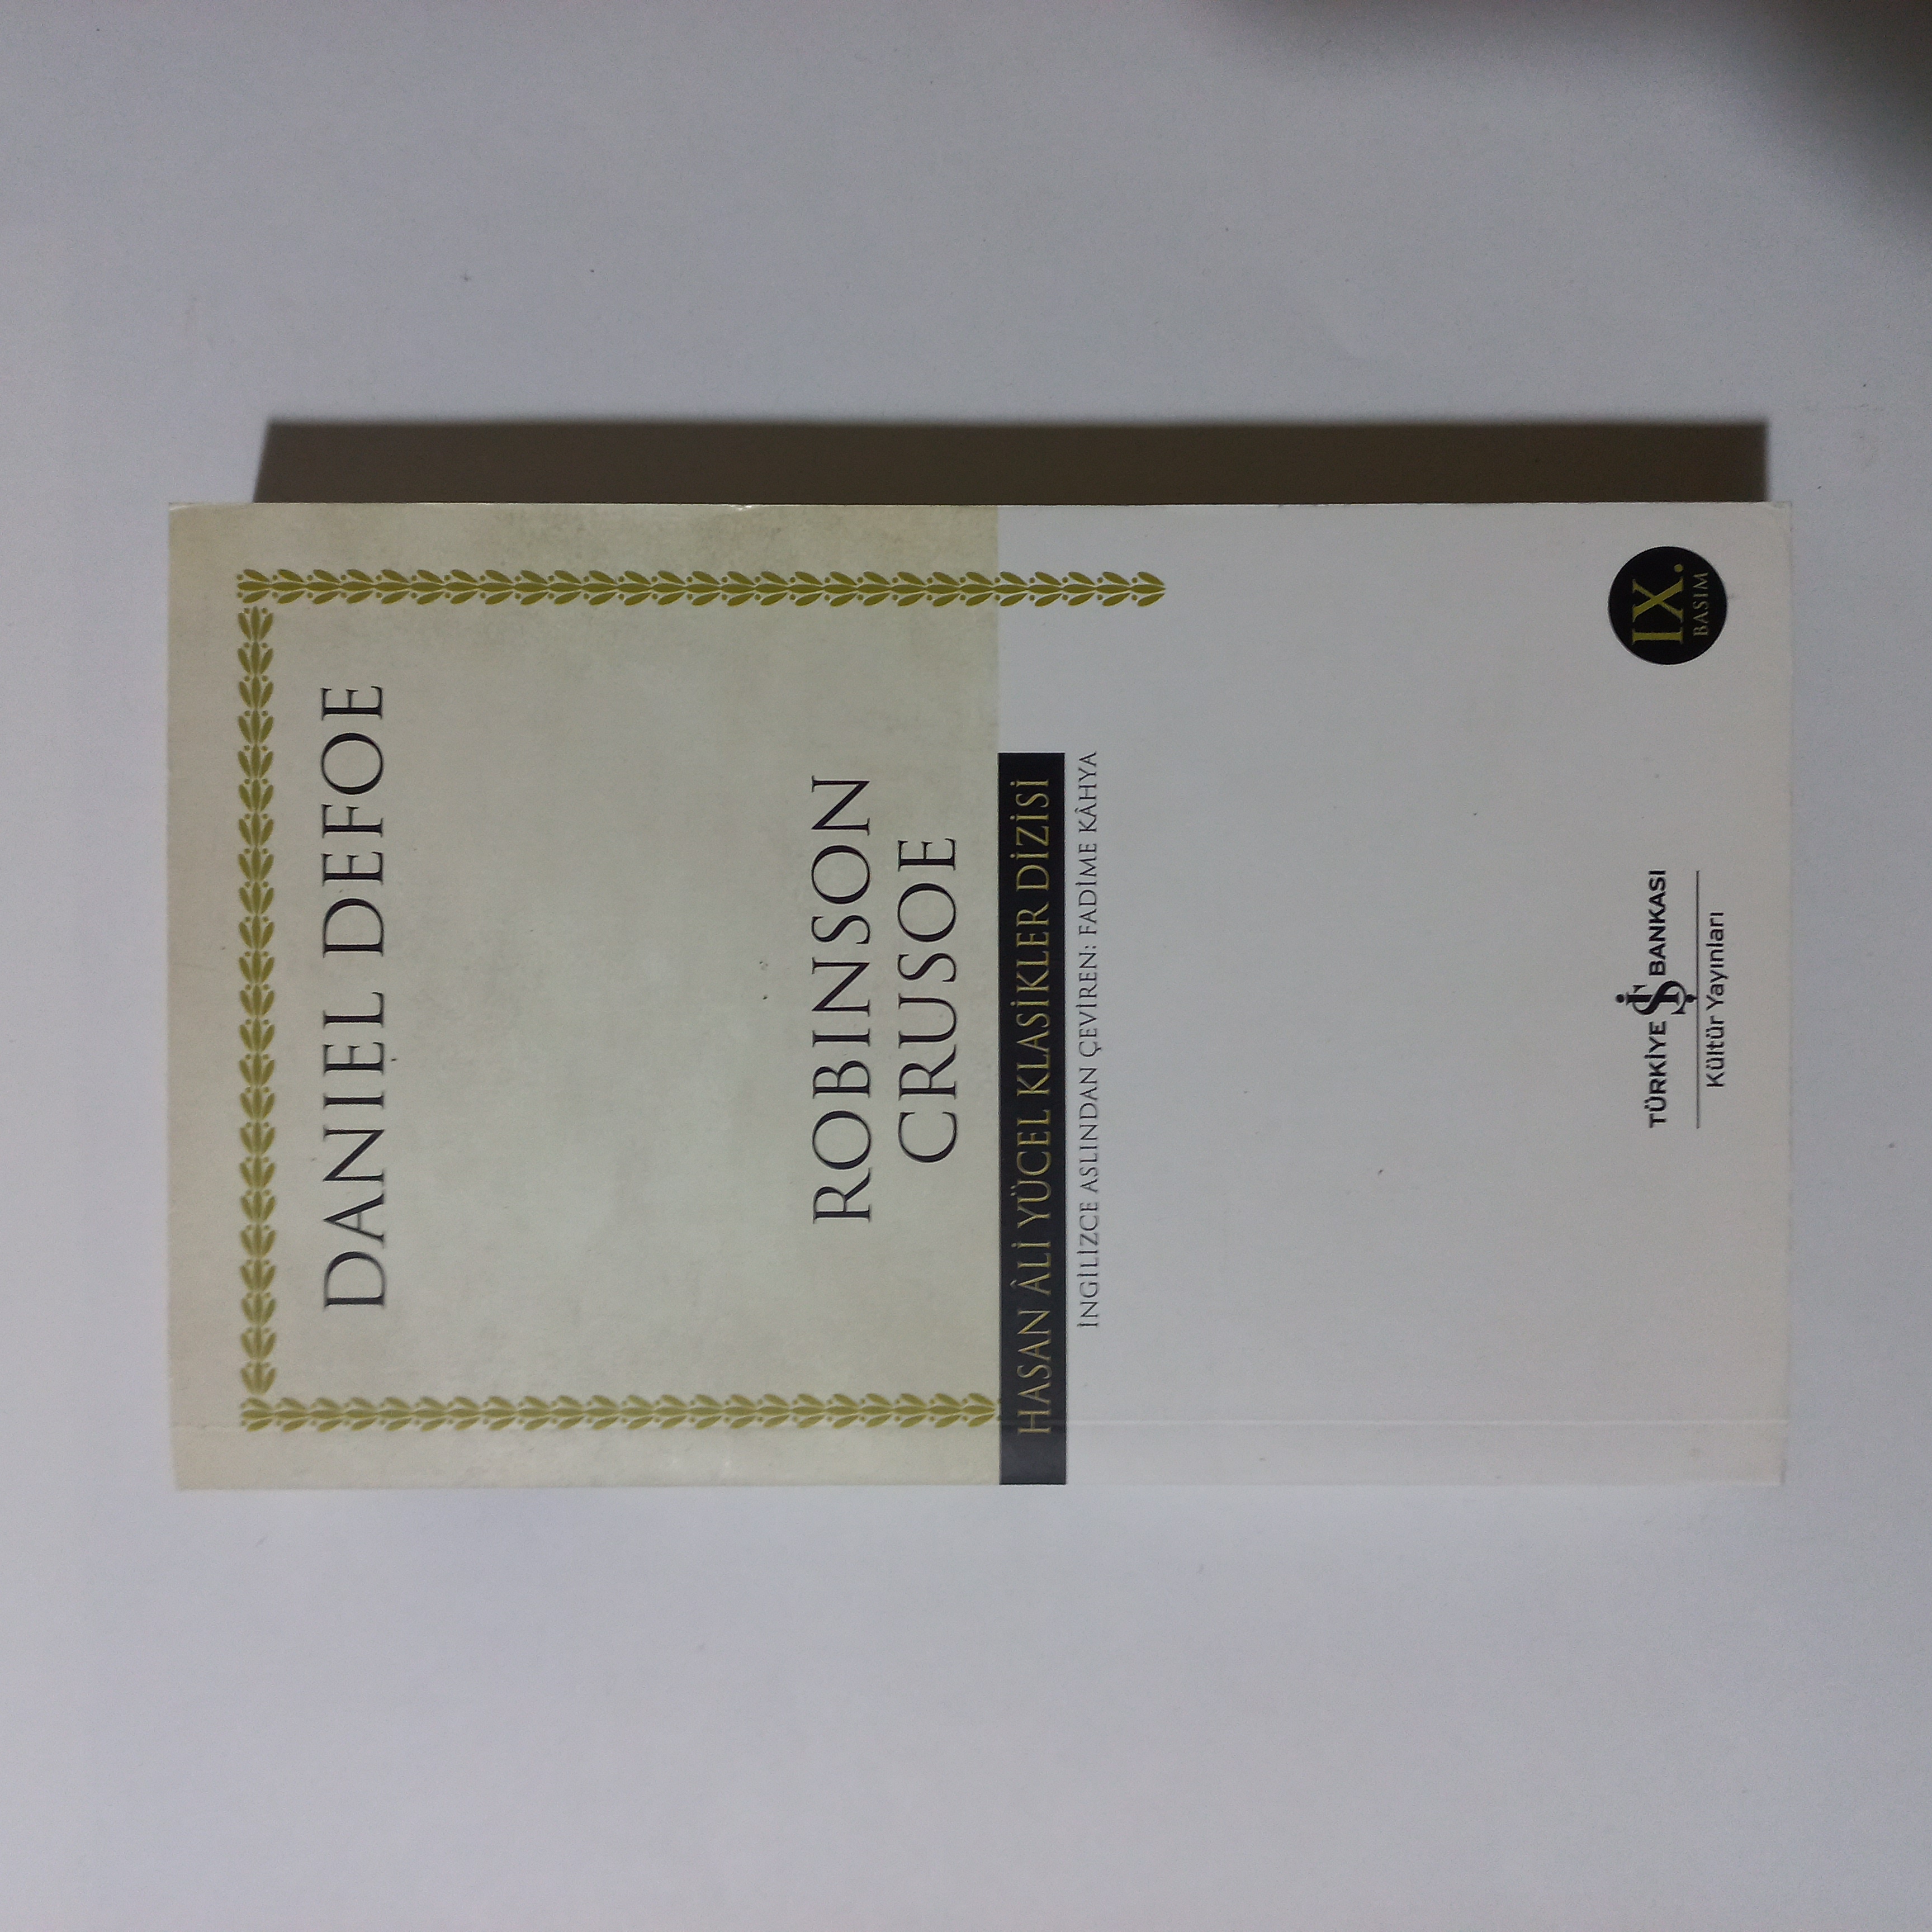 DANIEL DEFOE
ROBINSON
CRUSOE
HASAN ÂLİ YÜCEL KLASİKLER DİZİSİ
İNGİLİZCE ASLINDAN ÇEVİREN: FADİME KÂHYA
IX.
BASIM
TÜRKİYE İŞ BANKASI
Kültür Yayınları